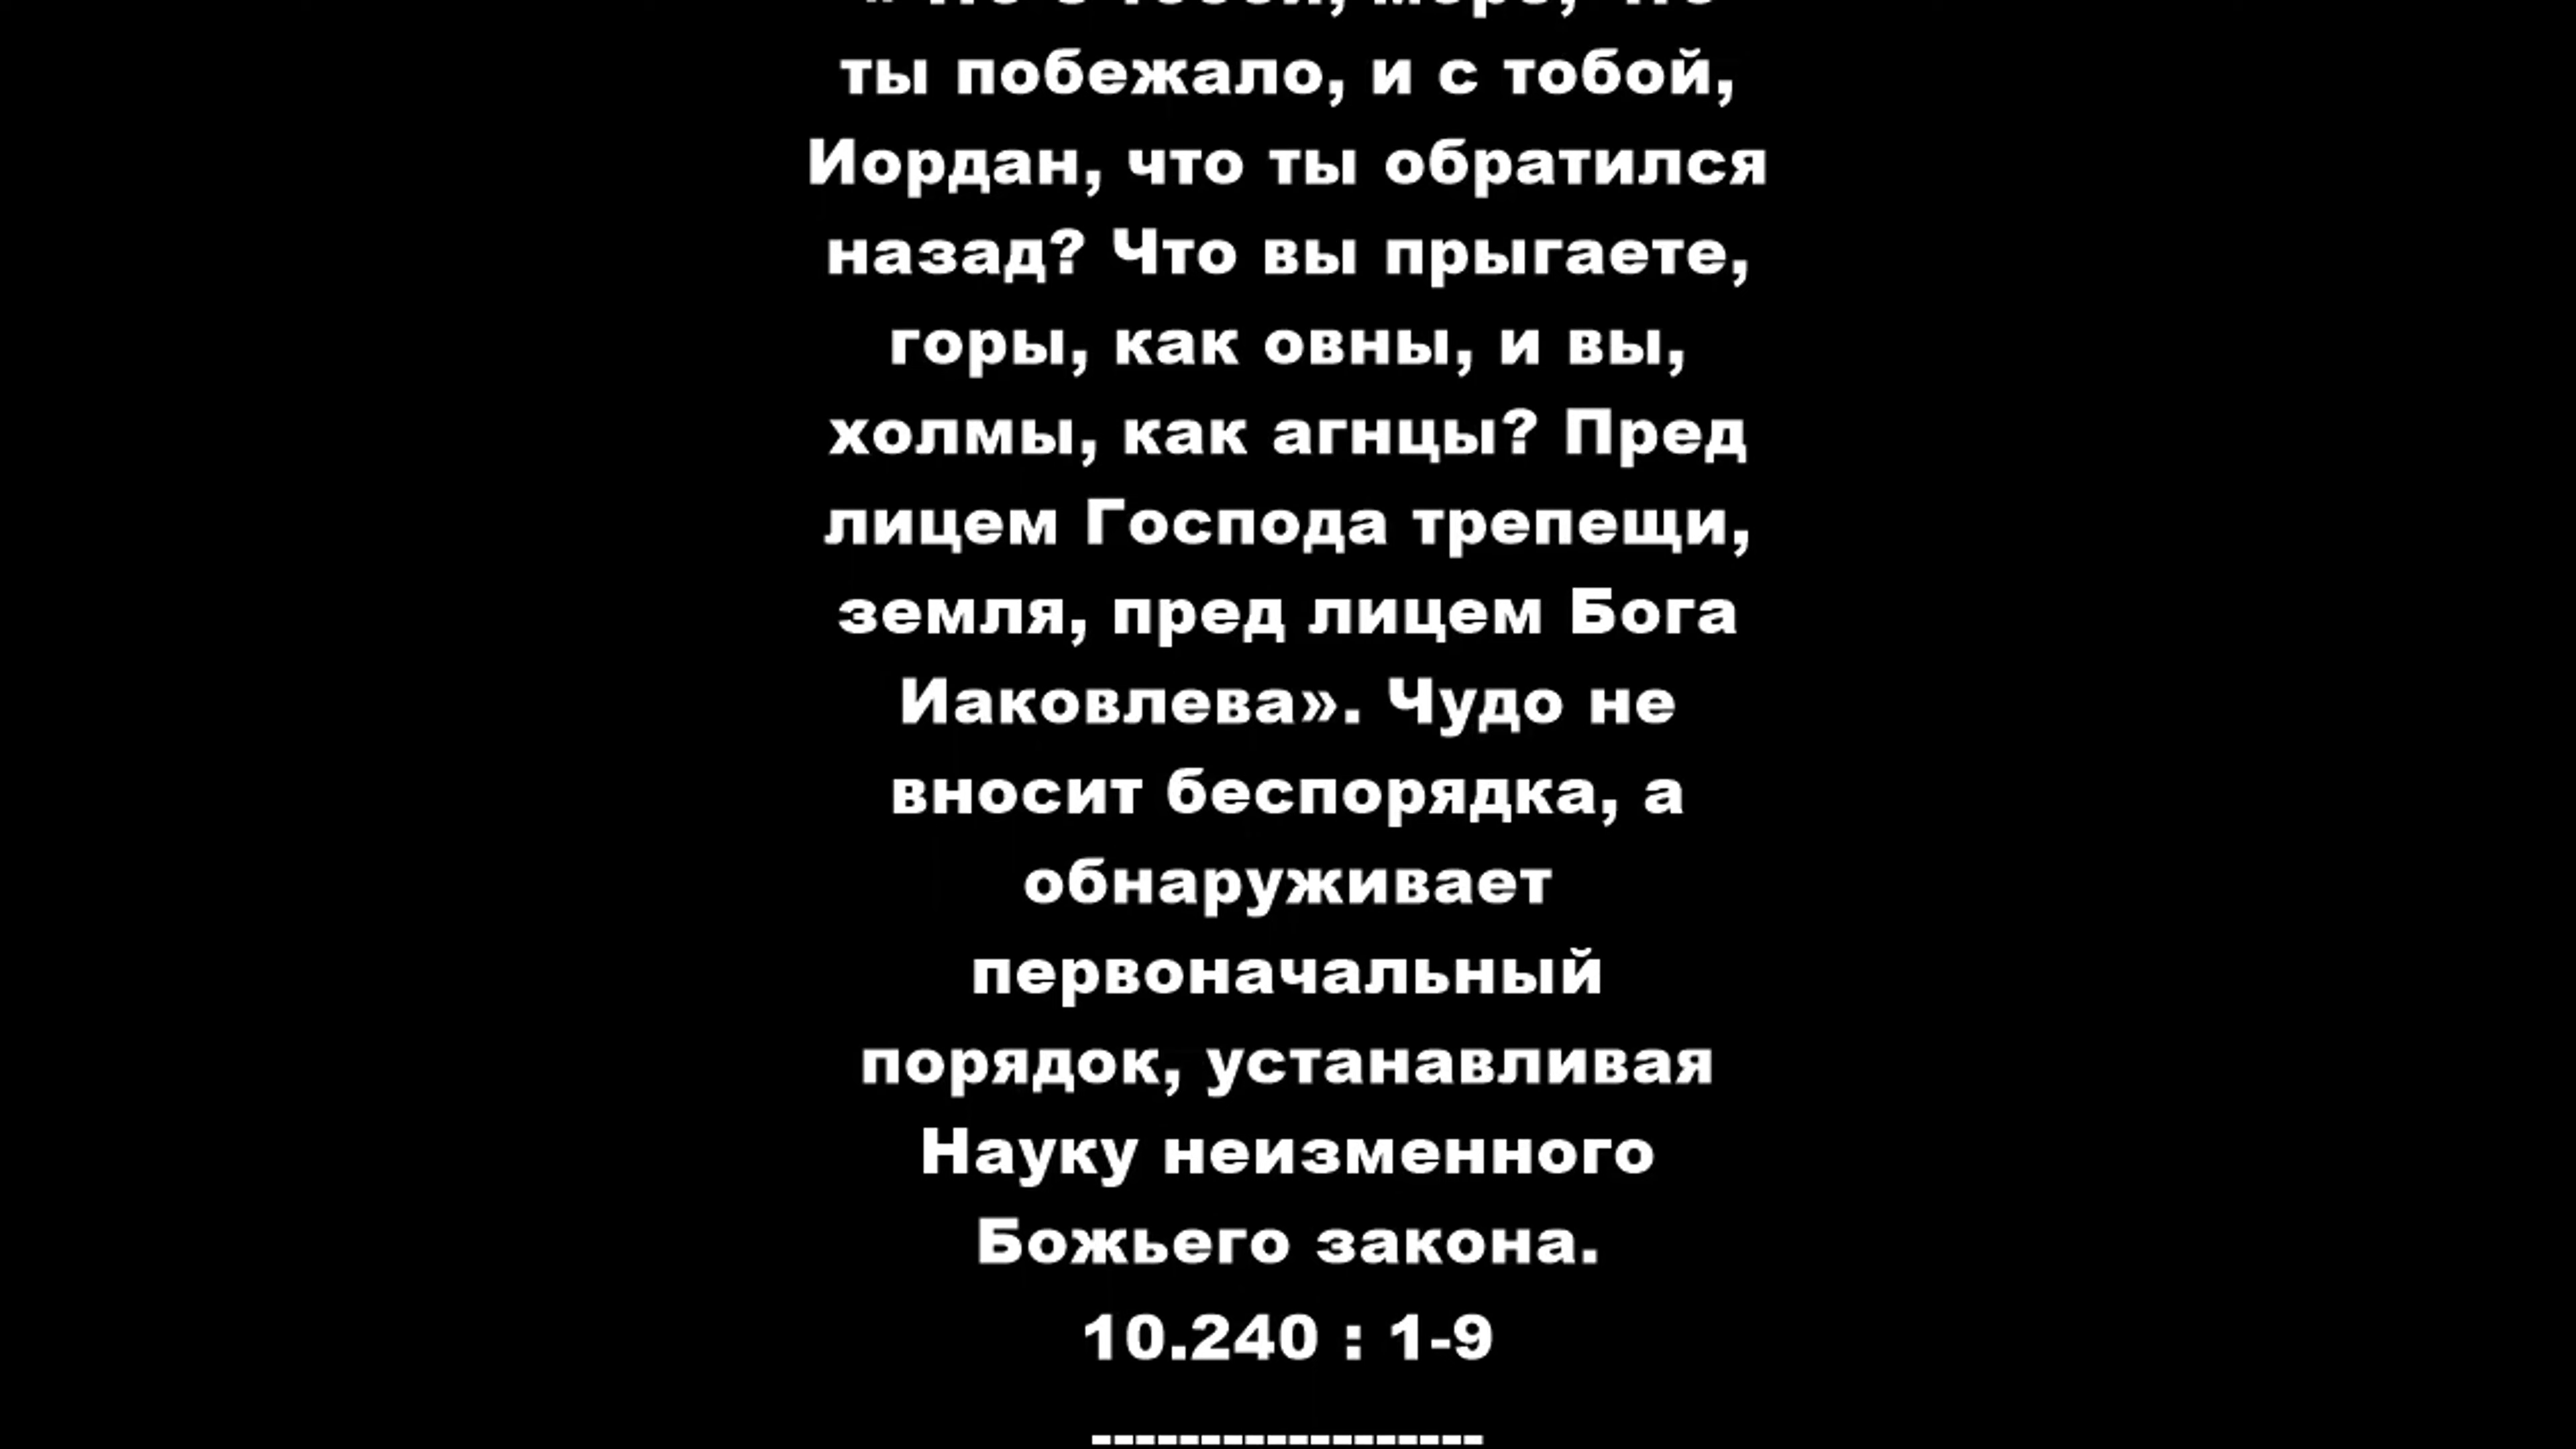 ты побежало, и с тобой,
Иордан, что ты обратился
назад? Что вы прыгаете,
горы, как овны, и вы,
холмы, как агнцы? Пред
лицем Господа трепещи,
земля, пред лицем Бога
Иаковлева». Чудо не
вносит беспорядка, а
обнаруживает
первоначальный
порядок, устанавливая
Науку неизменного
Божьего закона.
10.240 : 1-9
------------------